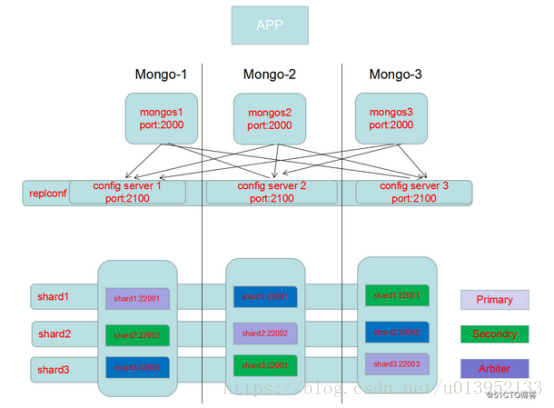 APP
Mongo-1
Mongo-2
Mongo-3
mongos1
port:2000
mongos2
port:2000
mongos3
port:2000
replconf
config server 1
port:2100
config server 2
port:2100
config server 3
port:2100
shard1
shard1:22001
shard1:22001
shard1:22001
Primary
shard2
shard2:22002
shard2:22002
shard2:22002
Secondry
shard3
shard3:22003
shard3:22003
shard3:22003
Arbiter
https://blog.csdn.net/u013952133
@51CTO博客